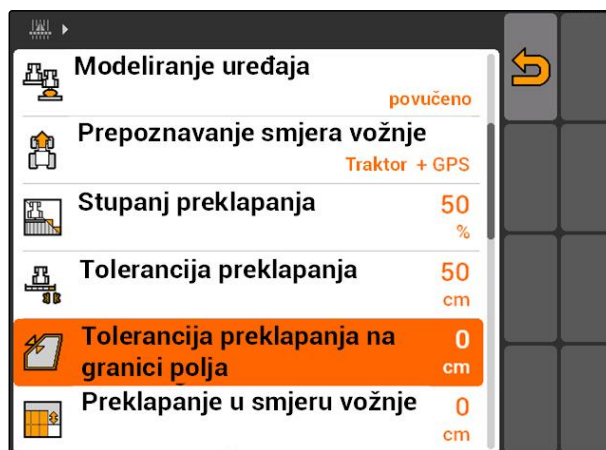 Modeliranje uređaja
povučeno
Prepoznavanje smjera vožnje
Traktor + GPS
Stupanj preklapanja
50
%
Tolerancija preklapanja
50
cm
Tolerancija preklapanja na
granici polja
0
cm
Preklapanje u smjeru vožnje
0
cm